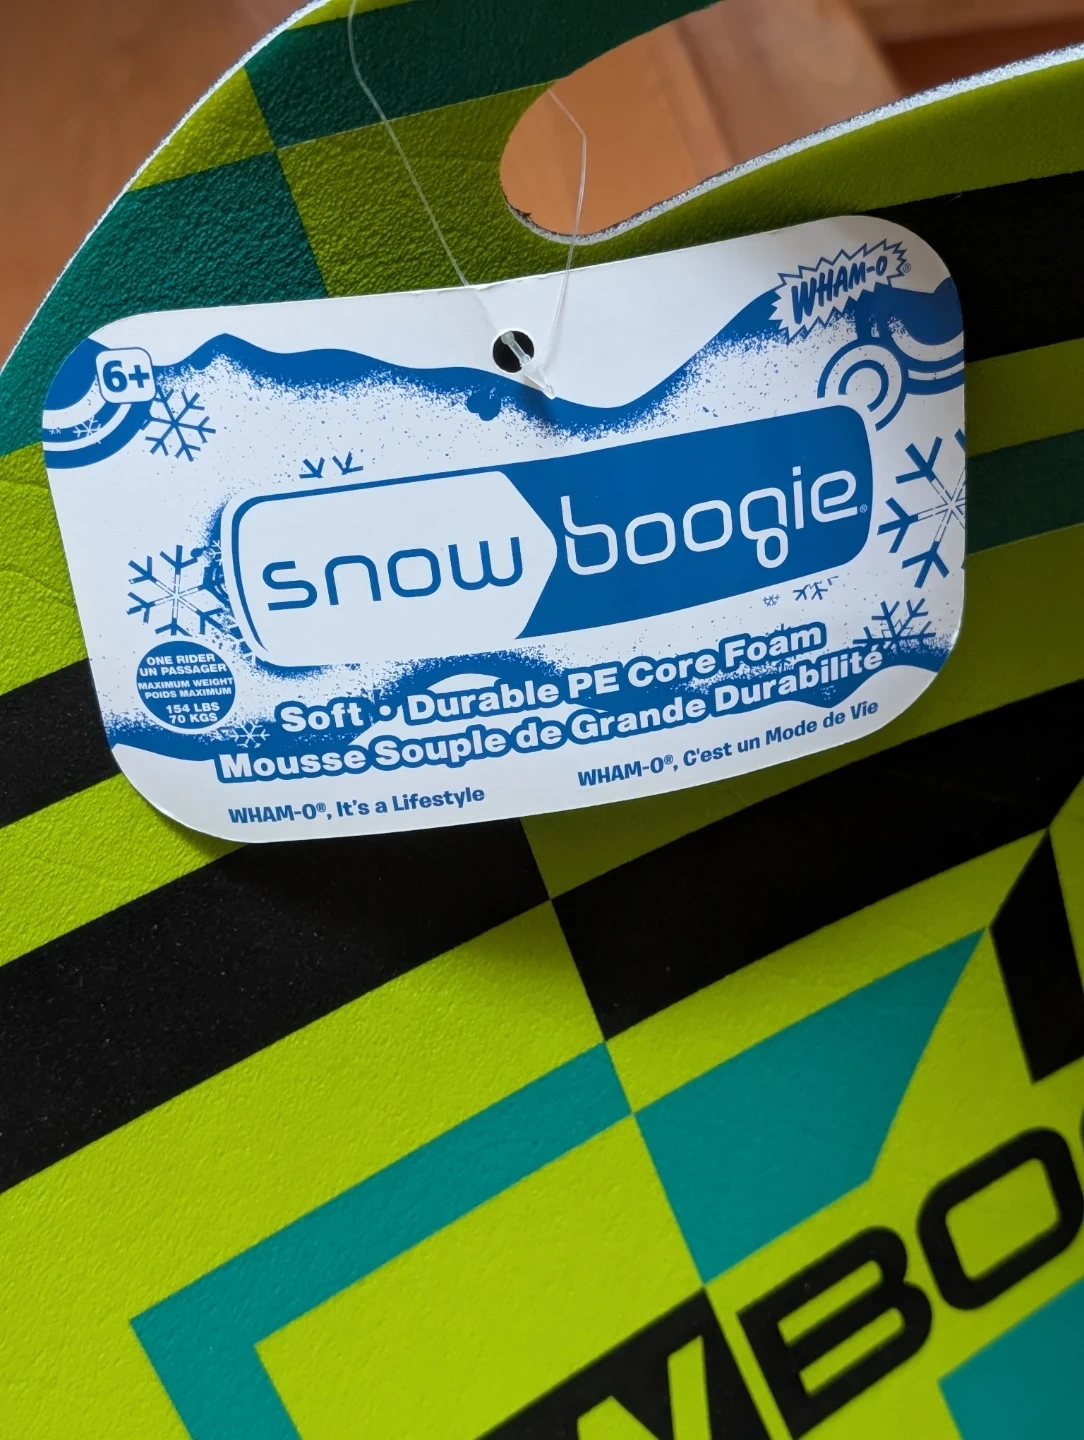 WHAM-O®
6+
snow boogie®
ONE RIDER
UN PASSAGER
MAXIMUM WEIGHT
POIDS MAXIMUM
154 LBS
70 KGS
Soft • Durable PE Core Foam
Mousse Souple de Grande Durabilité
WHAM-O®, It's a Lifestyle
WHAM-O®, C'est un Mode de Vie